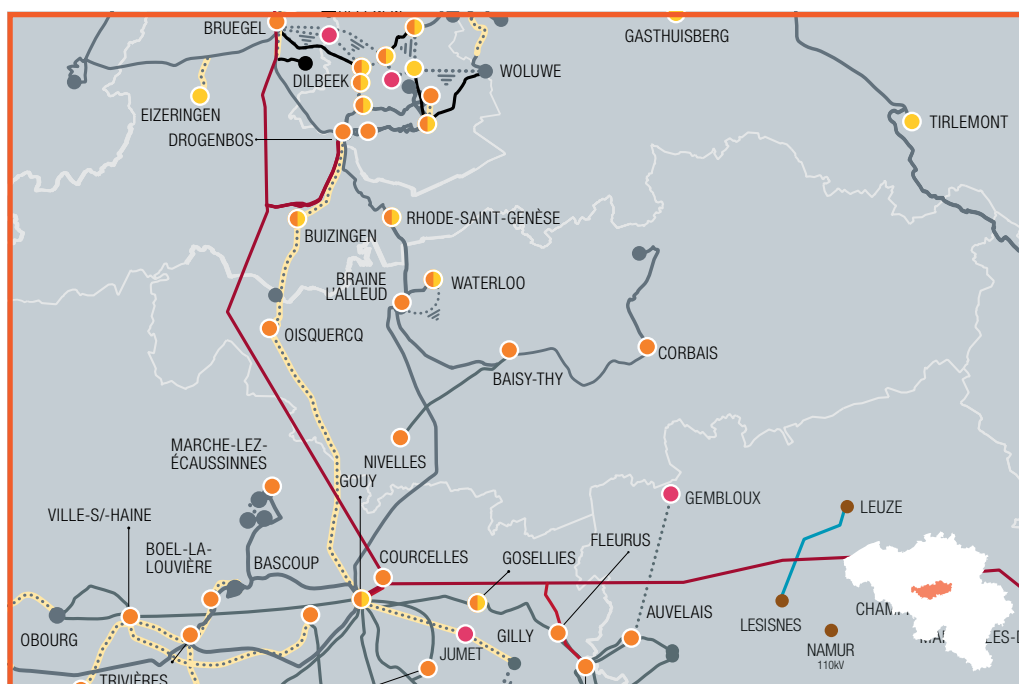 BRUEGEL
GASTHUISBERG
DILBEEK
WOLUWE
EIZERINGEN
DROGENBOS
TIRLEMONT
BUIZINGEN
RHODE-SAINT-GENÈSE
BRAINE
L'ALLEUD
WATERLOO
OISQUERCQ
CORBAIS
BAISY-THY
MARCHE-LEZ-
ÉCAUSSINNES
NIVELLES
GOUY
GEMBLOUX
LEUZE
VILLE-S/-HAINE
BOEL-LA-
LOUVIÈRE
BASCOUP
COURCELLES
GOSELLIES
FLEURUS
OBOURG
AUVELAIS
LESISNES
CHAMP
GILLY
JUMET
NAMUR
110kV
TRIVIÈRES